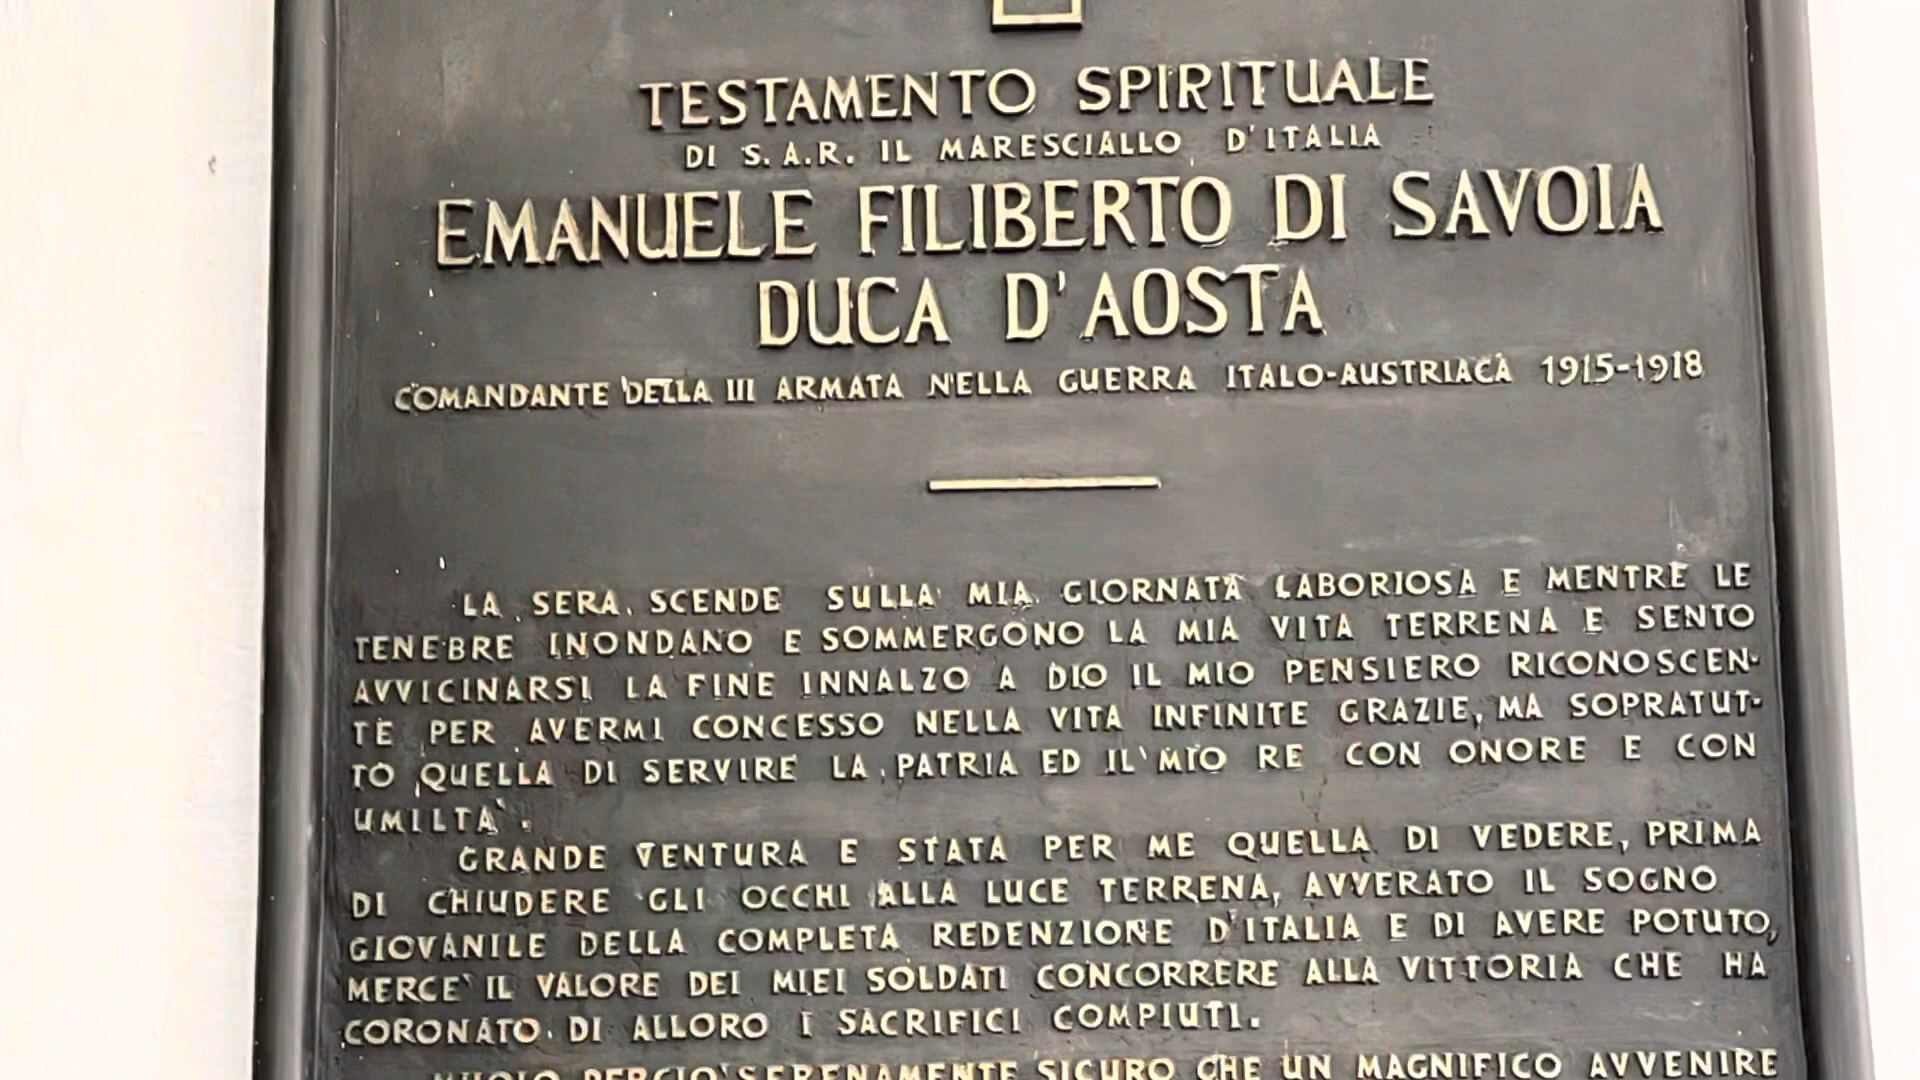 TESTAMENTO SPIRITUALE
DI S.A.R. IL MARESCIALLO D'ITALIA
EMANUELE FILIBERTO DI SAVOIA
DUCA D'AOSTA
COMANDANTE DELLA III ARMATA NELLA GUERRA ITALO-AUSTRIACA 1915-1918
LA SERA SCENDE SULLA MIA GIORNATA LABORIOSA E MENTRE LE
TENEBRE INONDANO E SOMMERGONO LA MIA VITA TERRENA E SENTO
AVVICINARSI LA FINE INNALZO A DIO IL MIO PENSIERO RICONOSCEN-
TE PER AVERMI CONCESSO NELLA VITA INFINITE GRAZIE, MA SOPRATUT-
TO QUELLA DI SERVIRE LA PATRIA ED IL MIO RE CON ONORE E CON
UMILTA'.
GRANDE VENTURA E STATA PER ME QUELLA DI VEDERE, PRIMA
DI CHIUDERE GLI OCCHI ALLA LUCE TERRENA, AVVERATO IL SOGNO
GIOVANILE DELLA COMPLETA REDENZIONE D'ITALIA E DI AVERE POTUTO,
MERCE' IL VALORE DEI MIEI SOLDATI CONCORRERE ALLA VITTORIA CHE HA
CORONATO DI ALLORO I SACRIFICI COMPIUTI.
MUOIO PERCIO' SERENAMENTE SICURO CHE UN MAGNIFICO AVVENIRE